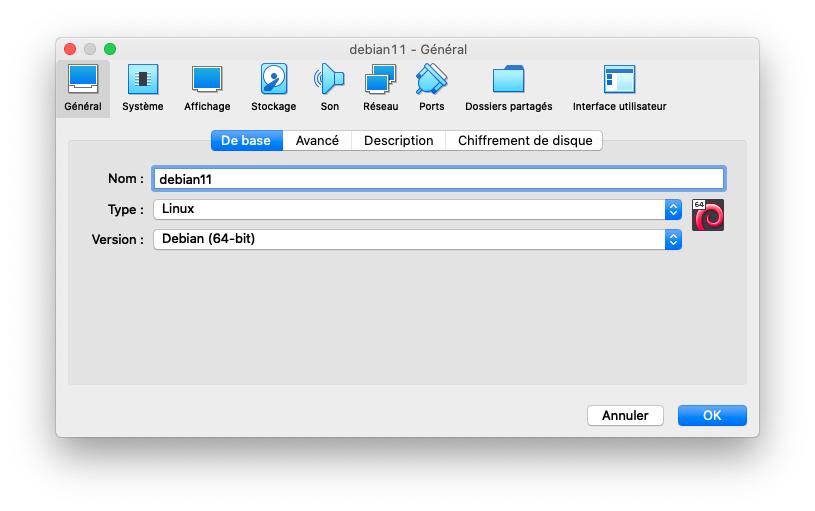 debian11 - Général
Général Système Affichage Stockage Son Réseau Ports Dossiers partagés Interface utilisateur
De base Avancé Description Chiffrement de disque
Nom : debian11
Type : Linux
64
Version : Debian (64-bit)
Annuler OK